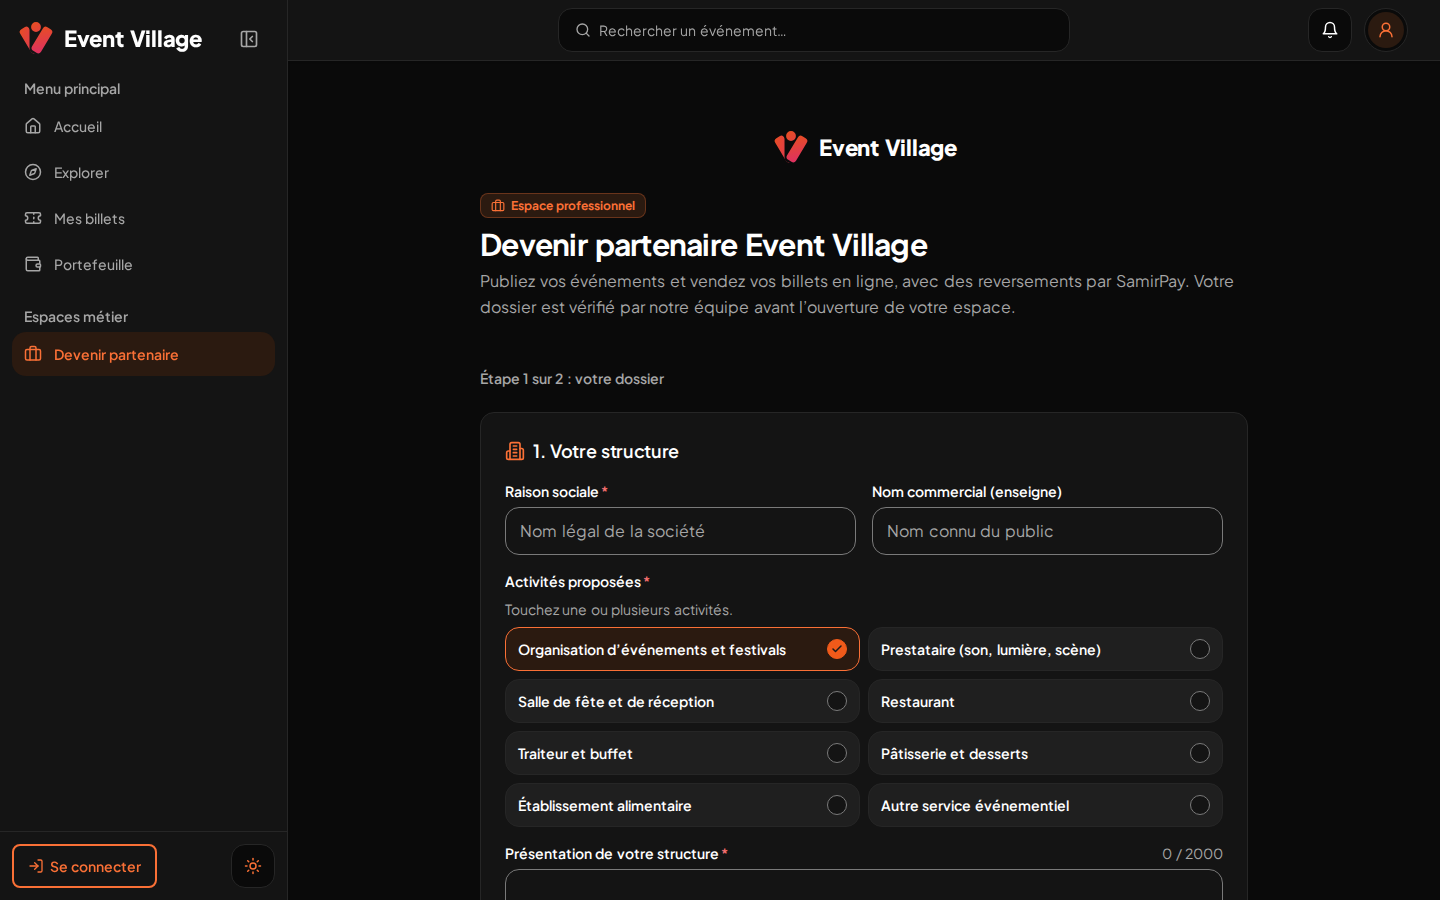 Event Village
Menu principal
Accueil
Explorer
Mes billets
Portefeuille
Espaces métier
Devenir partenaire
Se connecter
Rechercher un événement…
Event Village
Espace professionnel
Devenir partenaire Event Village
Publiez vos événements et vendez vos billets en ligne, avec des reversements par SamirPay. Votre
dossier est vérifié par notre équipe avant l’ouverture de votre espace.
Étape 1 sur 2 : votre dossier
1. Votre structure
Raison sociale *
Nom commercial (enseigne)
Nom légal de la société
Nom connu du public
Activités proposées *
Touchez une ou plusieurs activités.
Organisation d’événements et festivals
Prestataire (son, lumière, scène)
Salle de fête et de réception
Restaurant
Traiteur et buffet
Pâtisserie et desserts
Établissement alimentaire
Autre service événementiel
Présentation de votre structure *
0 / 2000